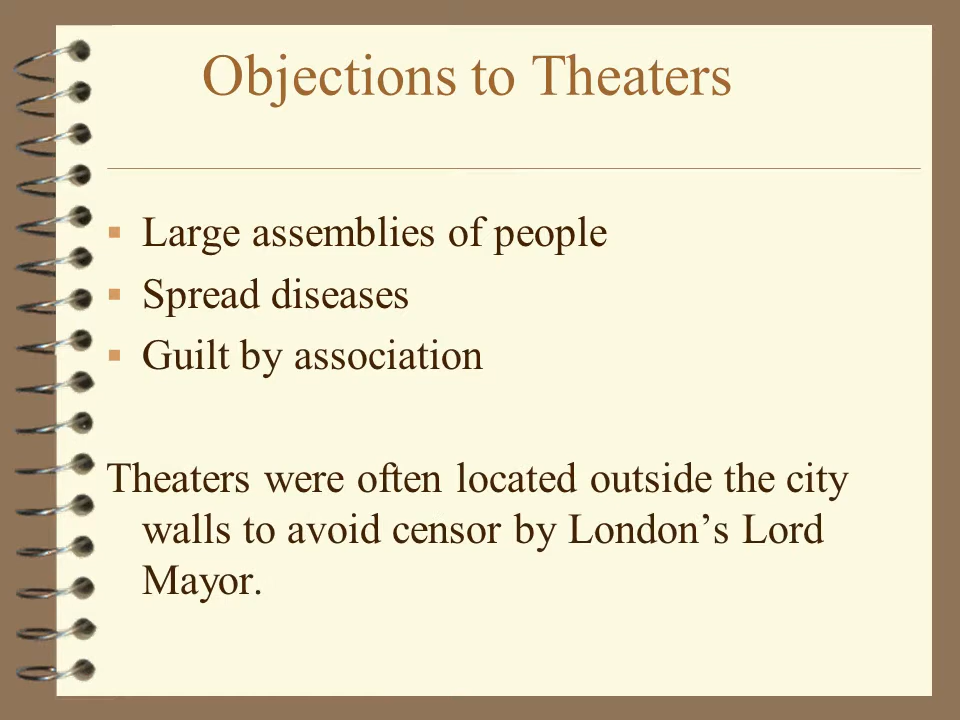 Objections to Theaters
Large assemblies of people
Spread diseases
Guilt by association
Theaters were often located outside the city
walls to avoid censor by London’s Lord
Mayor.